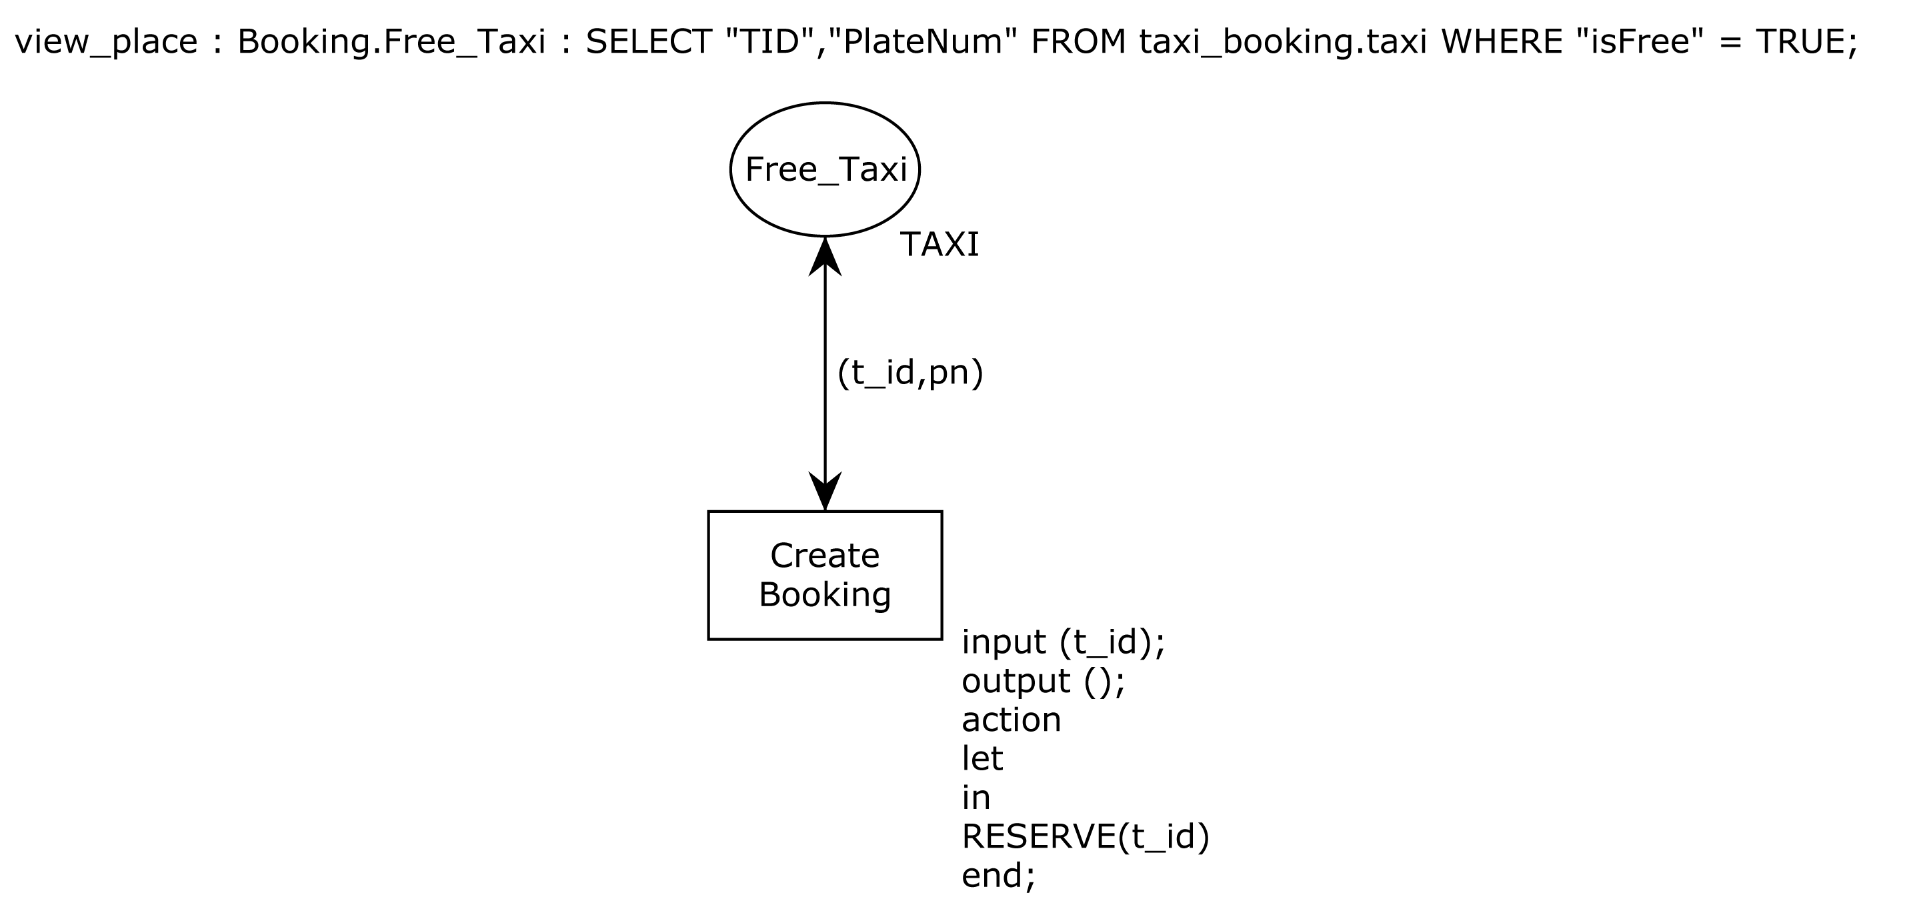 view_place : Booking.Free_Taxi : SELECT "TID","PlateNum" FROM taxi_booking.taxi WHERE "isFree" = TRUE;
Free_Taxi
TAXI
(t_id,pn)
Create
Booking
input (t_id);
output ();
action
let
in
RESERVE(t_id)
end;